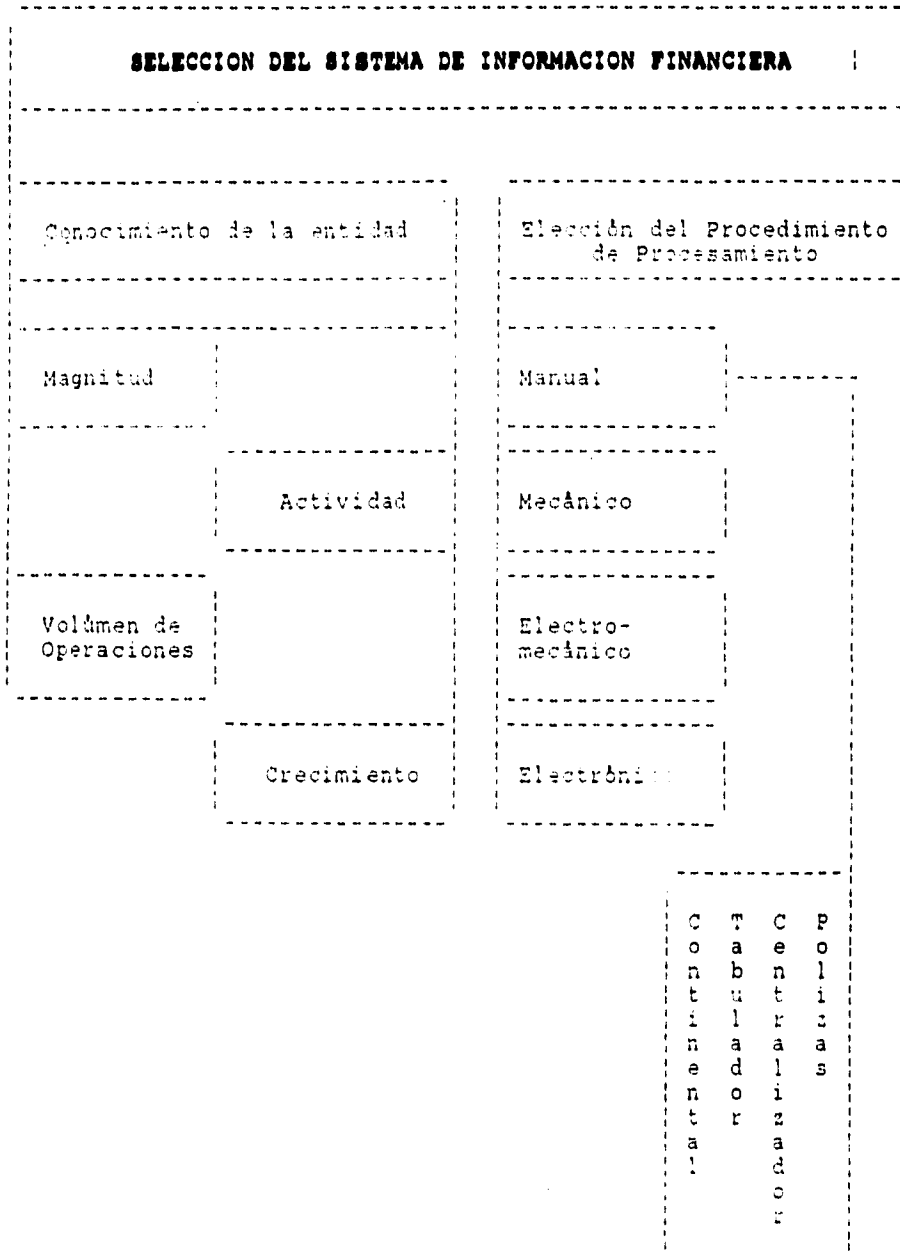 SELECCION DEL SISTEMA DE INFORMACION FINANCIERA
Conocimiento de la entidad
Elección del Procedimiento
de Procesamiento
Magnitud
Manual
Actividad
Mecánico
Volúmen de
Operaciones
Electro-
mecánico
Crecimiento
Electrónico
Continental
Tabulador
Centralizador
Polizas